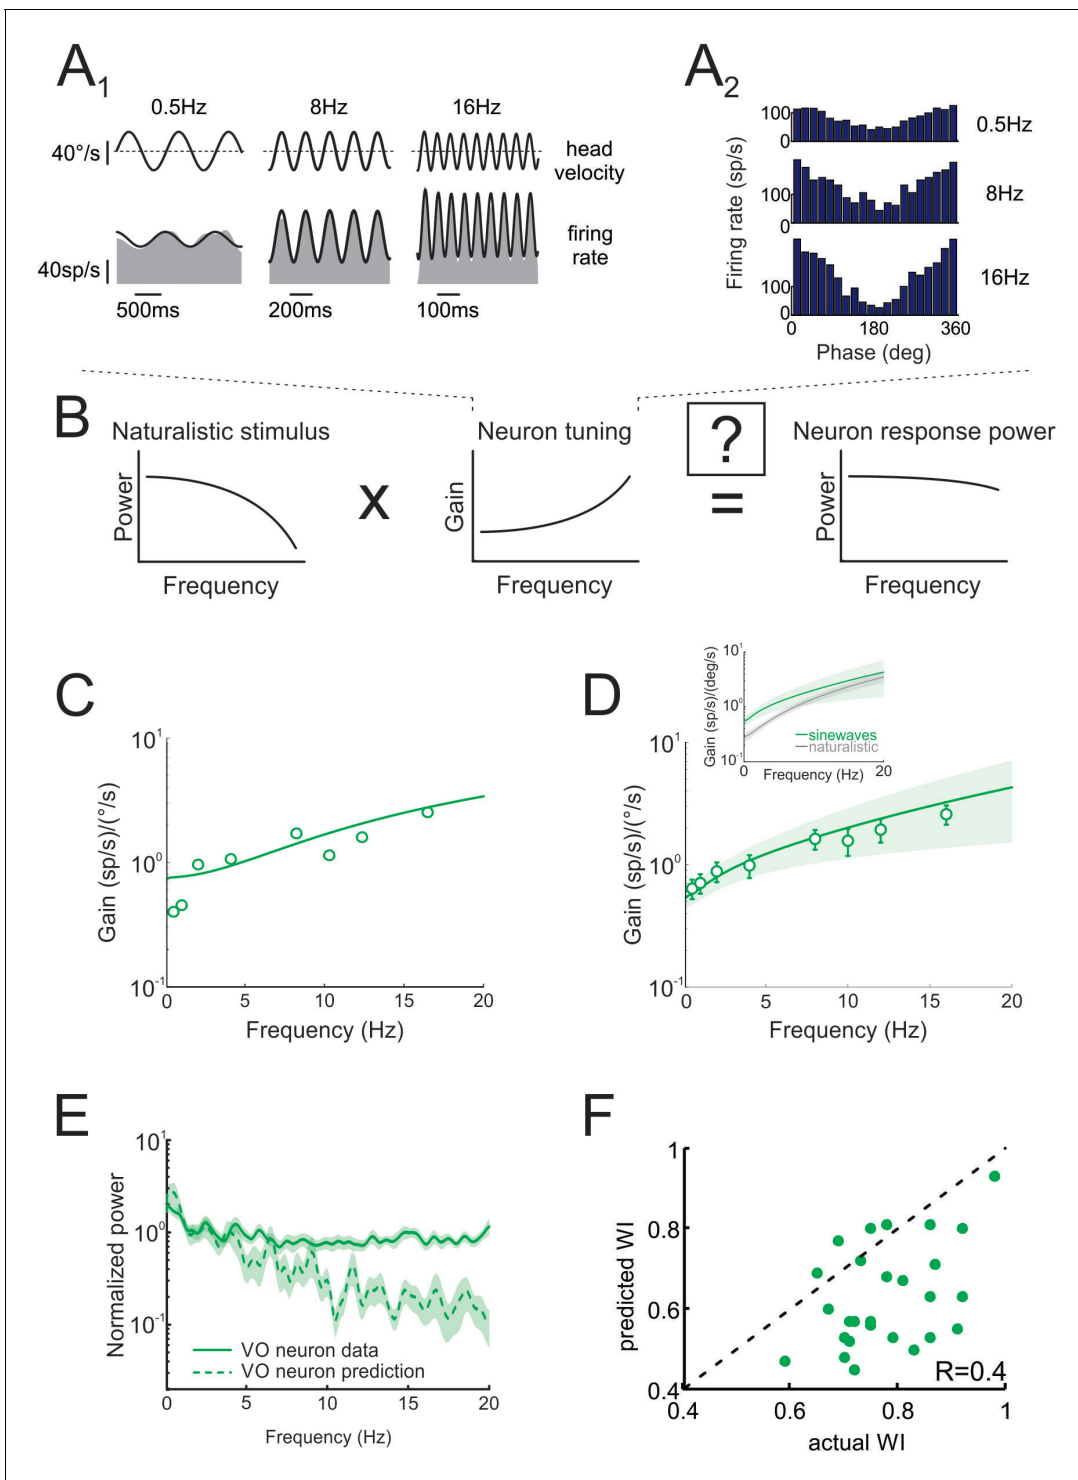 A1
0.5Hz 8Hz 16Hz
40°/s
head
velocity
40sp/s
firing
rate
500ms 200ms 100ms
A2
Firing rate (sp/s)
100
0
0.5Hz
100
0
8Hz
100
0
16Hz
0 180 360
Phase (deg)
B
Naturalistic stimulus
Power
Frequency
x
Neuron tuning
Gain
Frequency
?
=
Neuron response power
Power
Frequency
C
Gain (sp/s)/(°/s)
10^1
10^0
10^-1
0 5 10 15 20
Frequency (Hz)
D
Gain (sp/s)/(deg/s)
10^1
10^0
10^-1
sinewaves
naturalistic
0 20
Frequency (Hz)
Gain (sp/s)/(°/s)
10^1
10^0
10^-1
0 5 10 15 20
Frequency (Hz)
E
Normalized power
10^1
10^0
10^-1
VO neuron data
VO neuron prediction
0 5 10 15 20
Frequency (Hz)
F
predicted WI
1
0.8
0.6
0.4
R=0.4
0.4 0.6 0.8 1
actual WI